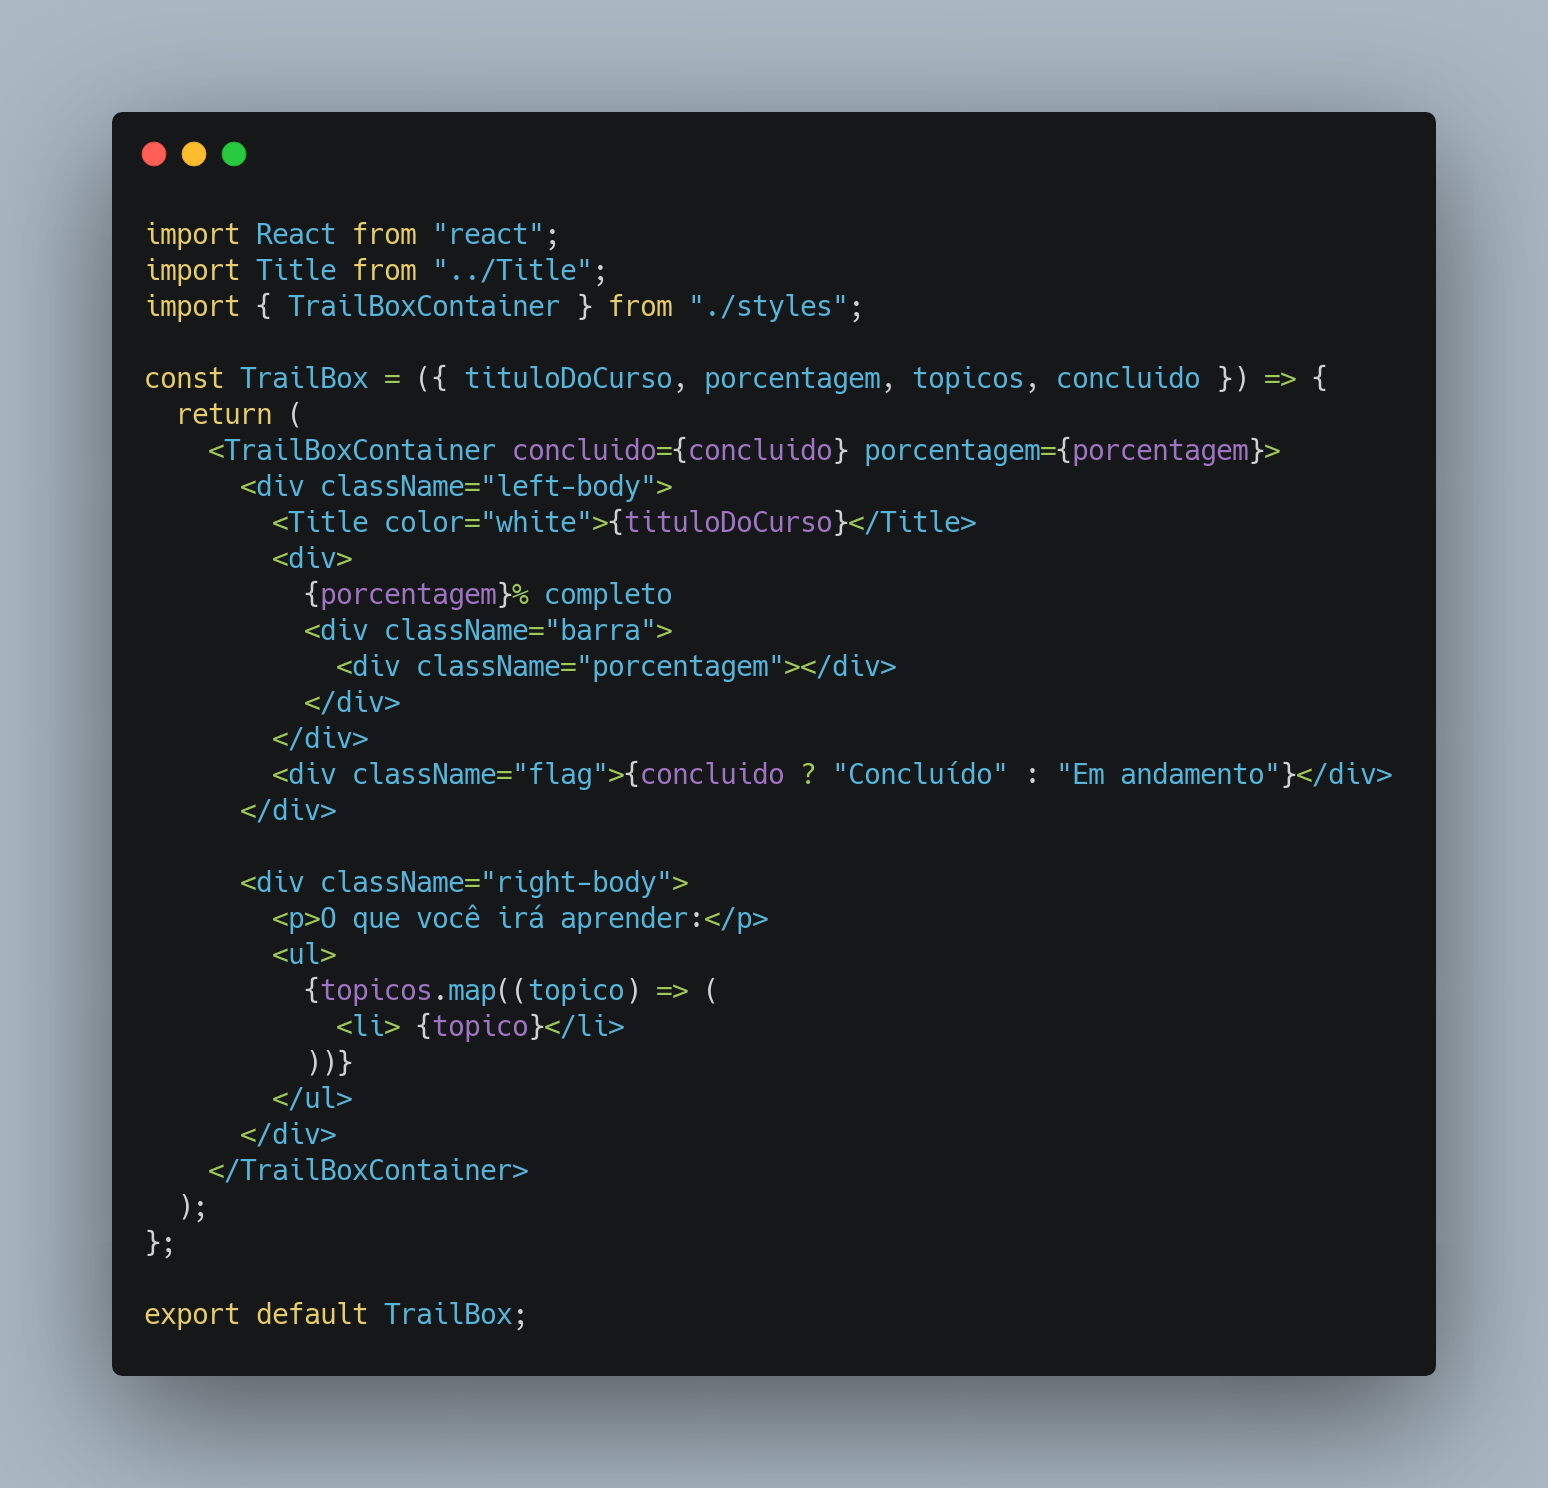 import React from "react";
import Title from "../Title";
import { TrailBoxContainer } from "./styles";

const TrailBox = ({ tituloDoCurso, porcentagem, topicos, concluido }) => {
  return (
    <TrailBoxContainer concluido={concluido} porcentagem={porcentagem}>
      <div className="left-body">
        <Title color="white">{tituloDoCurso}</Title>
        <div>
          {porcentagem}% completo
          <div className="barra">
            <div className="porcentagem"></div>
          </div>
        </div>
        <div className="flag">{concluido ? "Concluído" : "Em andamento"}</div>
      </div>

      <div className="right-body">
        <p>O que você irá aprender:</p>
        <ul>
          {topicos.map((topico) => (
            <li> {topico}</li>
          ))}
        </ul>
      </div>
    </TrailBoxContainer>
  );
};

export default TrailBox;